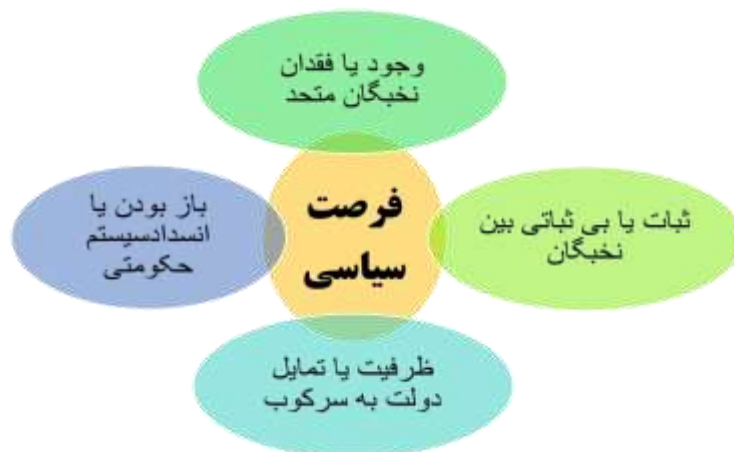 وجود یا فقدان
نخبگان متحد
فرصت
سیاسی
ثبات یا بی ثباتی بین
نخبگان
باز بودن یا
انسدادسیستم
حکومتی
ظرفیت یا تمایل
دولت به سرکوب